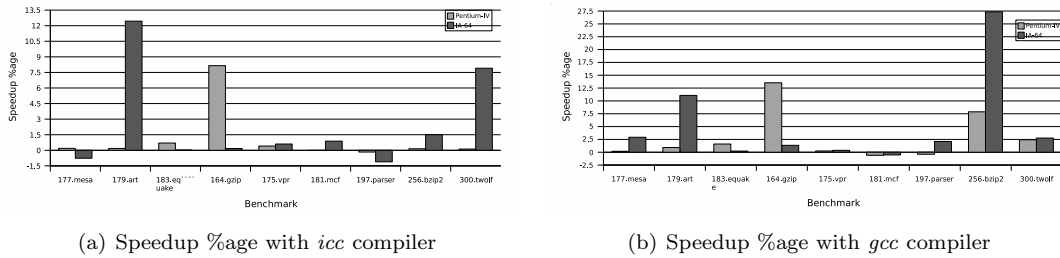 13.5
12
10.5
9
7.5
6
4.5
3
1.5
0
-1.5
Speedup %age
Pentium-IV
IA-64
177.mesa 179.art 183.eq```` 164.gzip 175.vpr 181.mcf 197.parser 256.bzip2 300.twolf
uake
Benchmark
(a) Speedup %age with icc compiler
27.5
25
22.5
20
17.5
15
12.5
10
7.5
5
2.5
0
-2.5
Speedup %age
Pentium-IV
IA-64
177.mesa 179.art 183.equak 164.gzip 175.vpr 181.mcf 197.parser 256.bzip2 300.twolf
e
Benchmark
(b) Speedup %age with gcc compiler